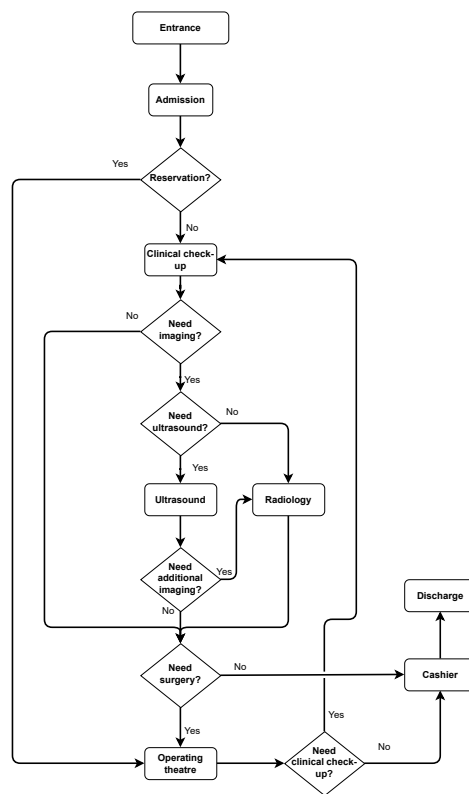 Entrance
Admission
Yes
Reservation?
No
Clinical check-
up
No
Need
imaging?
Yes
Need
ultrasound?
No
Yes
Ultrasound
Radiology
Need
additional
imaging?
Yes
No
Discharge
Need
surgery?
No
Cashier
Yes
Yes
Operating
theatre
Need
clinical check-
up?
No